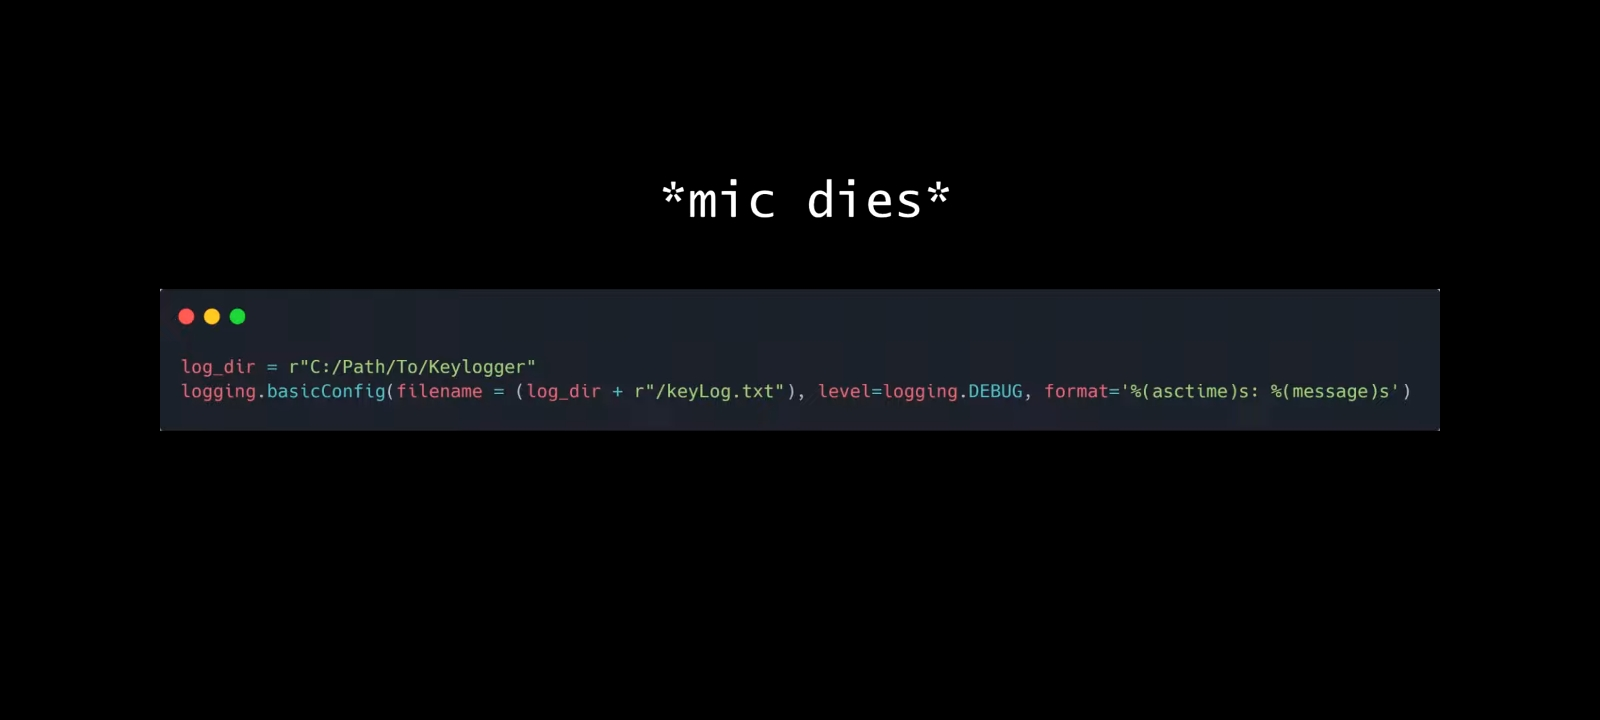 *mic dies*
log_dir = r"C:/Path/To/Keylogger"
logging.basicConfig(filename = (log_dir + r"/keyLog.txt"), level=logging.DEBUG, format='%(asctime)s: %(message)s')